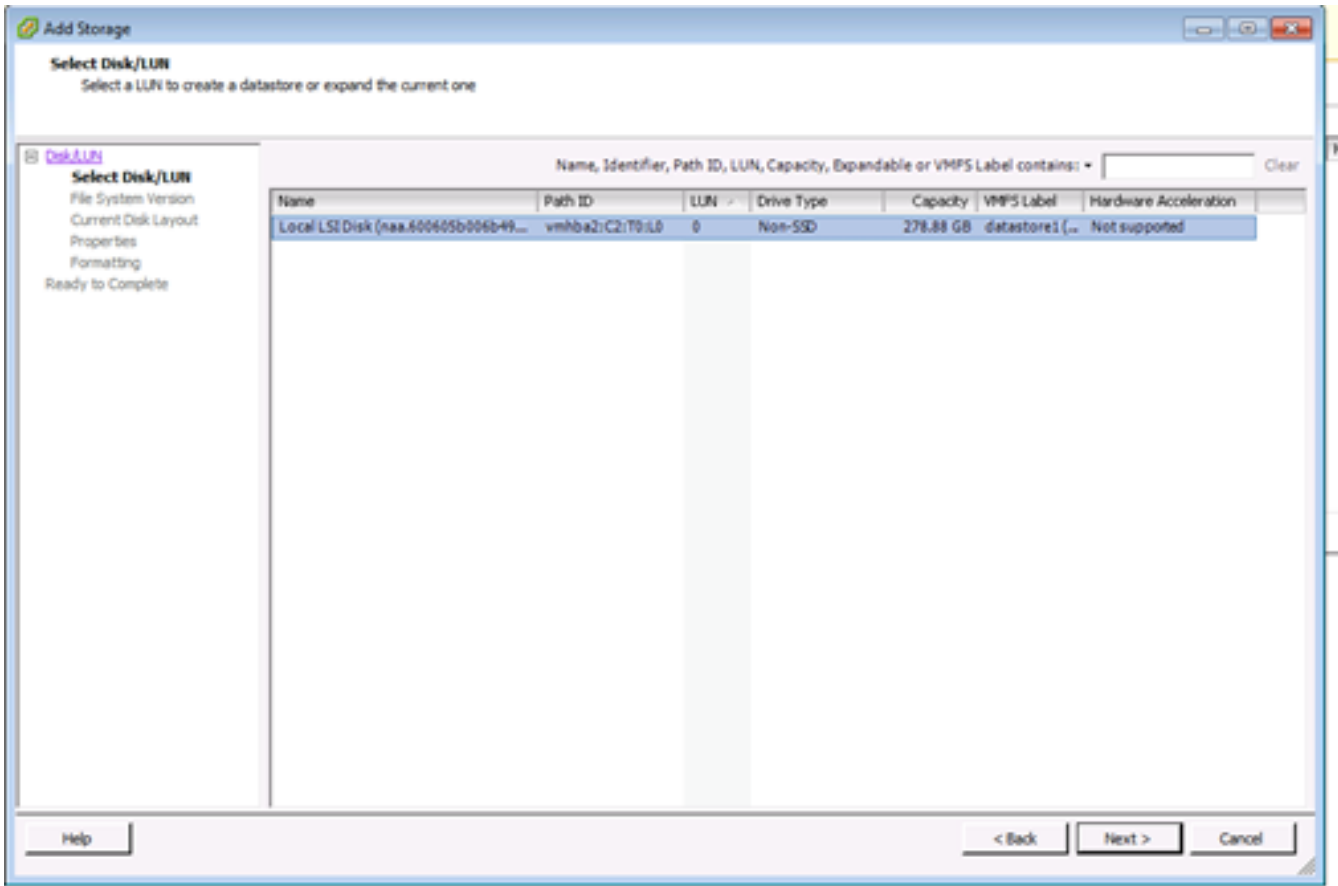 Add Storage
Select Disk/LUN
Select a LUN to create a datastore or expand the current one
Disk/LUN
Select Disk/LUN
File System Version
Current Disk Layout
Properties
Formatting
Ready to Complete
Name, Identifier, Path ID, LUN, Capacity, Expandable or VMFS Label contains: Clear
Name Path ID LUN Drive Type Capacity VMFS Label Hardware Acceleration
Local LSI Disk (naa.600605b006b49... vmhba2:C2:T0:L0 0 Non-SSD 278.88 GB datastore1 (... Not supported
Help < Back Next > Cancel